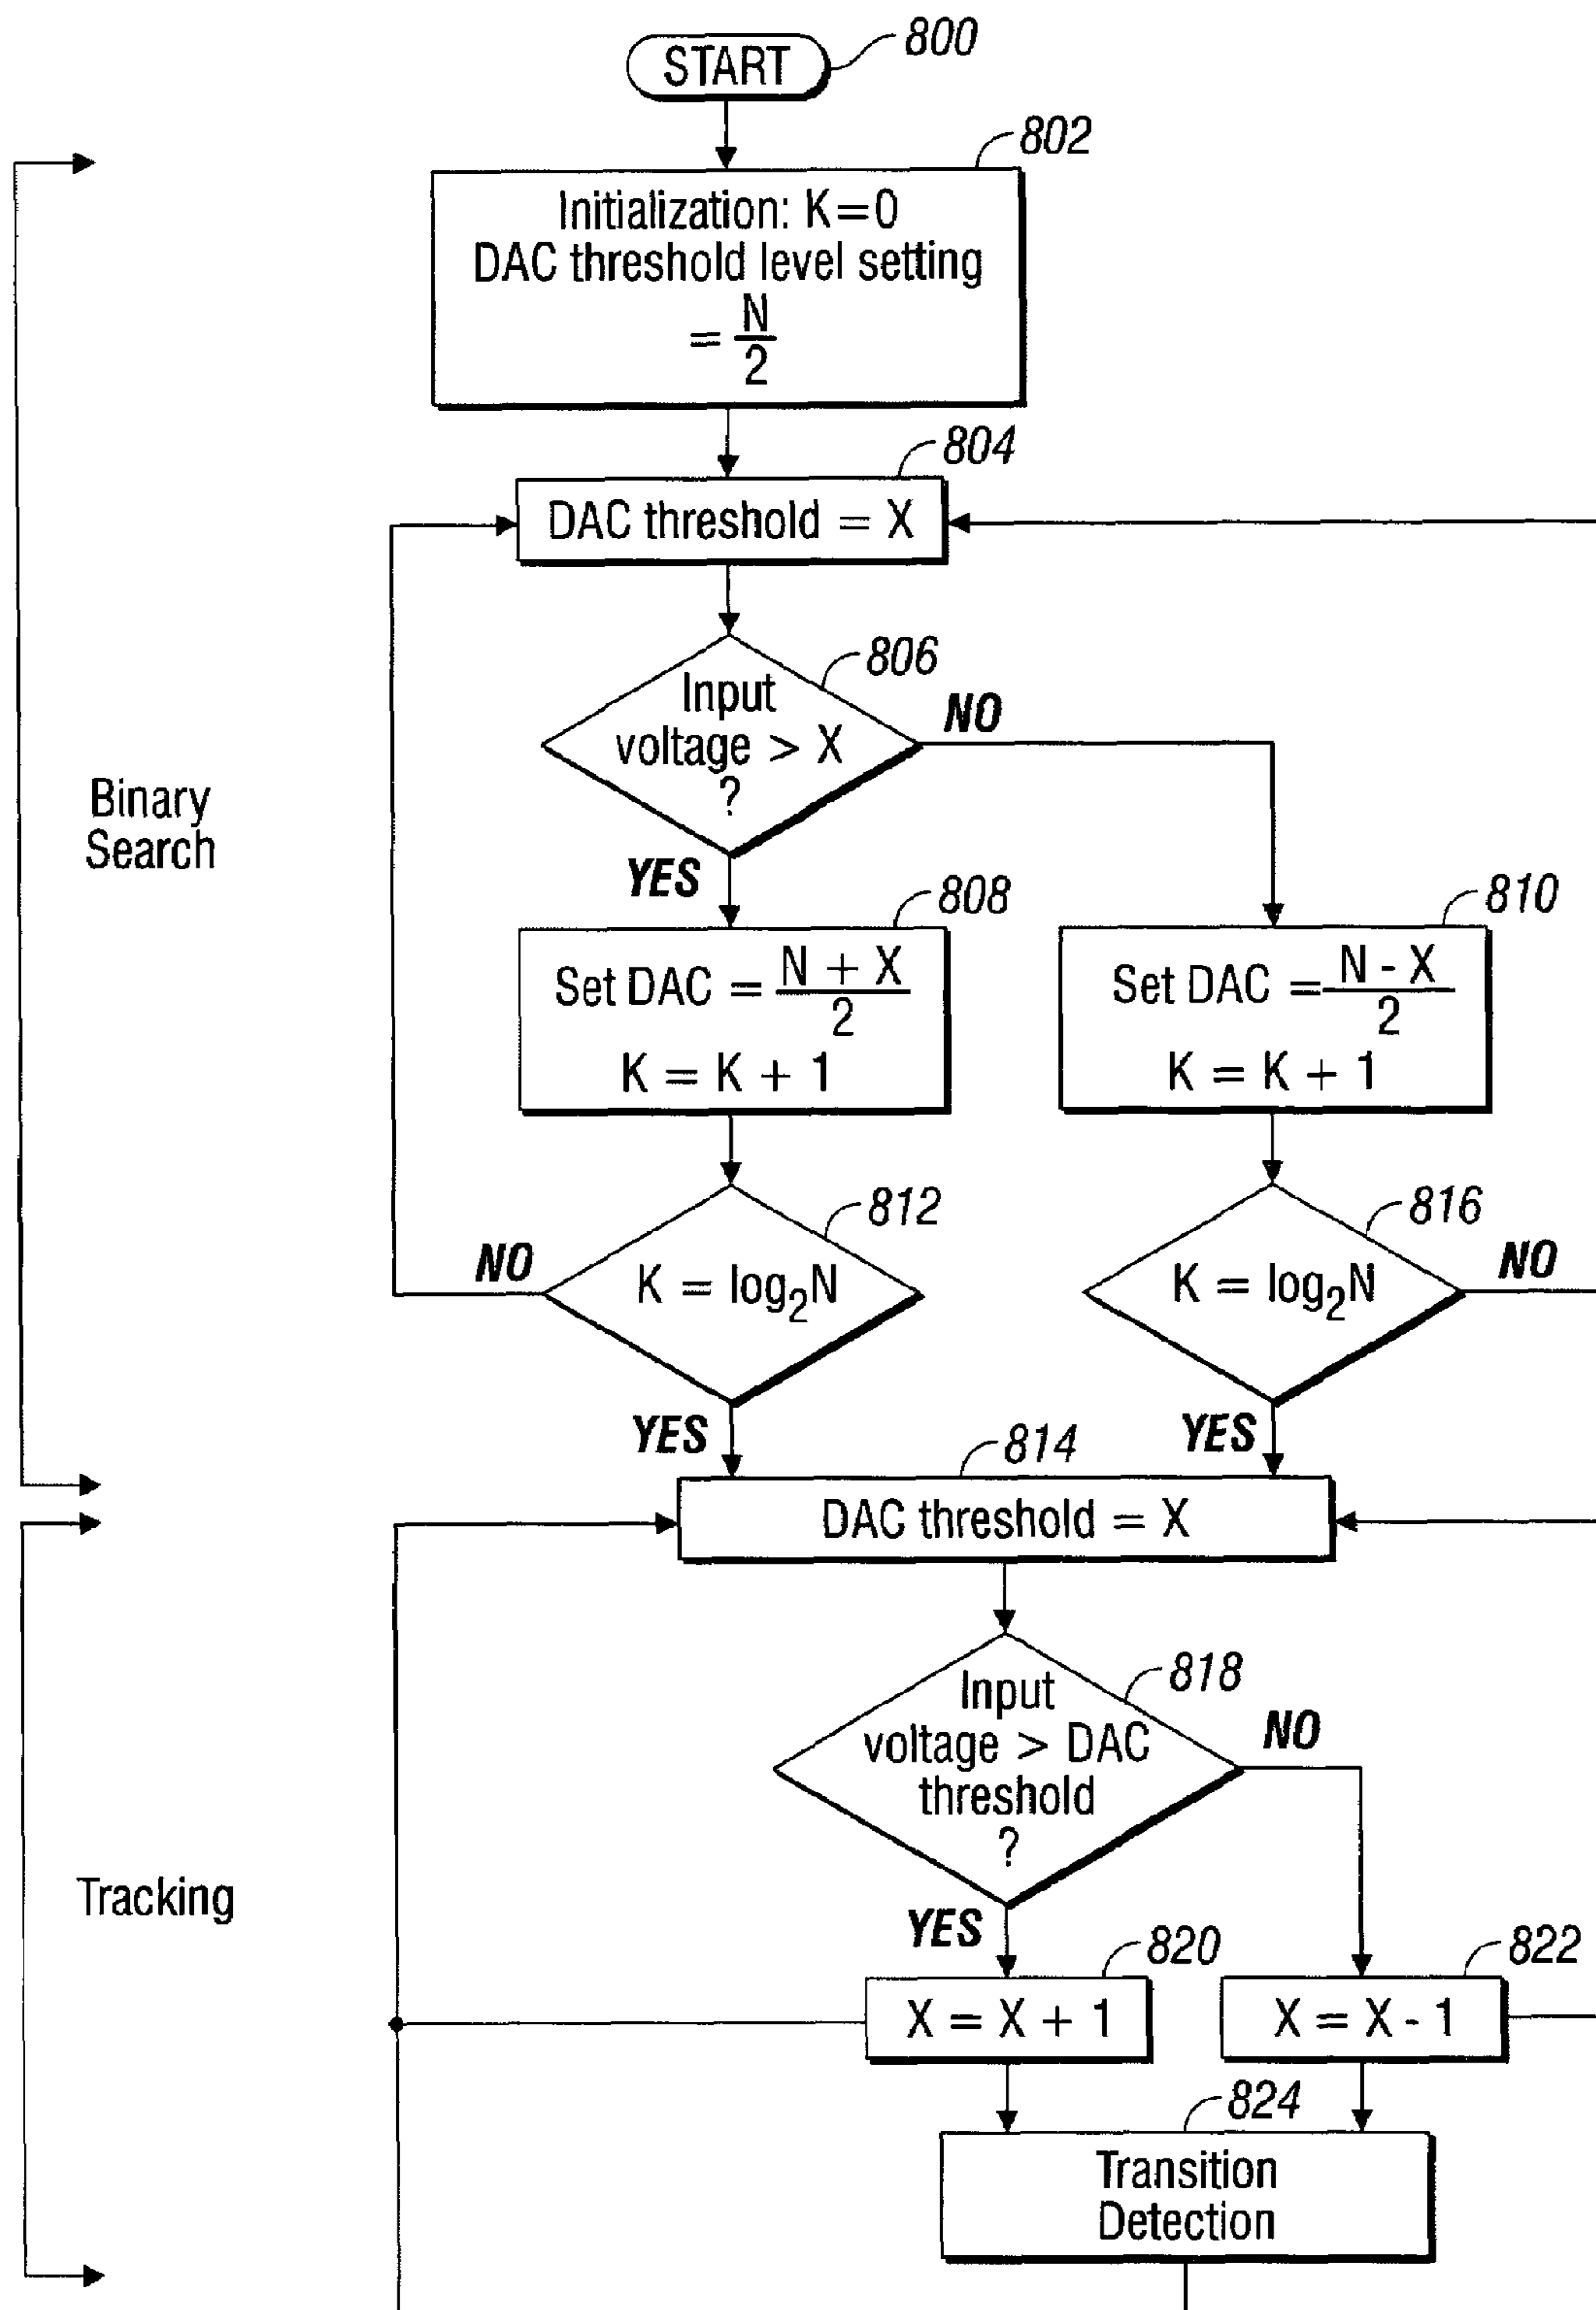 START
800
802
Initialization: K=0
DAC threshold level setting
= N/2
804
DAC threshold = X
806
Input
voltage > X
?
NO
YES
Binary
Search
808
Set DAC = (N + X)/2
K = K + 1
810
Set DAC = (N - X)/2
K = K + 1
812
K = log₂N
NO
YES
816
K = log₂N
NO
YES
814
DAC threshold = X
818
Input
voltage > DAC
threshold
?
NO
YES
Tracking
820
X = X + 1
822
X = X - 1
824
Transition
Detection